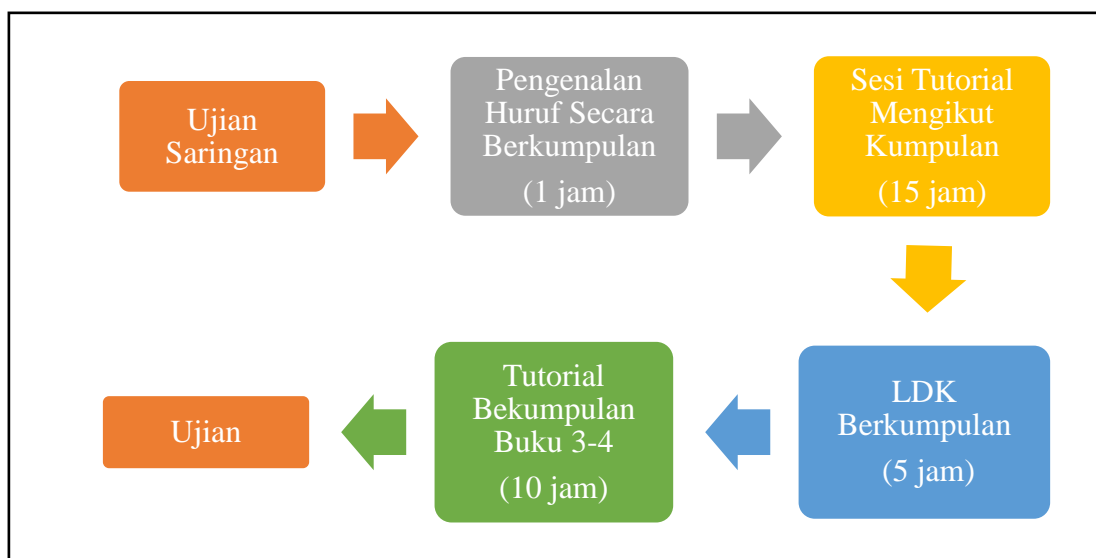 Ujian
Saringan
Pengenalan
Huruf Secara
Berkumpulan
(1 jam)
Sesi Tutorial
Mengikut
Kumpulan
(15 jam)
LDK
Berkumpulan
(5 jam)
Tutorial
Bekumpulan
Buku 3-4
(10 jam)
Ujian